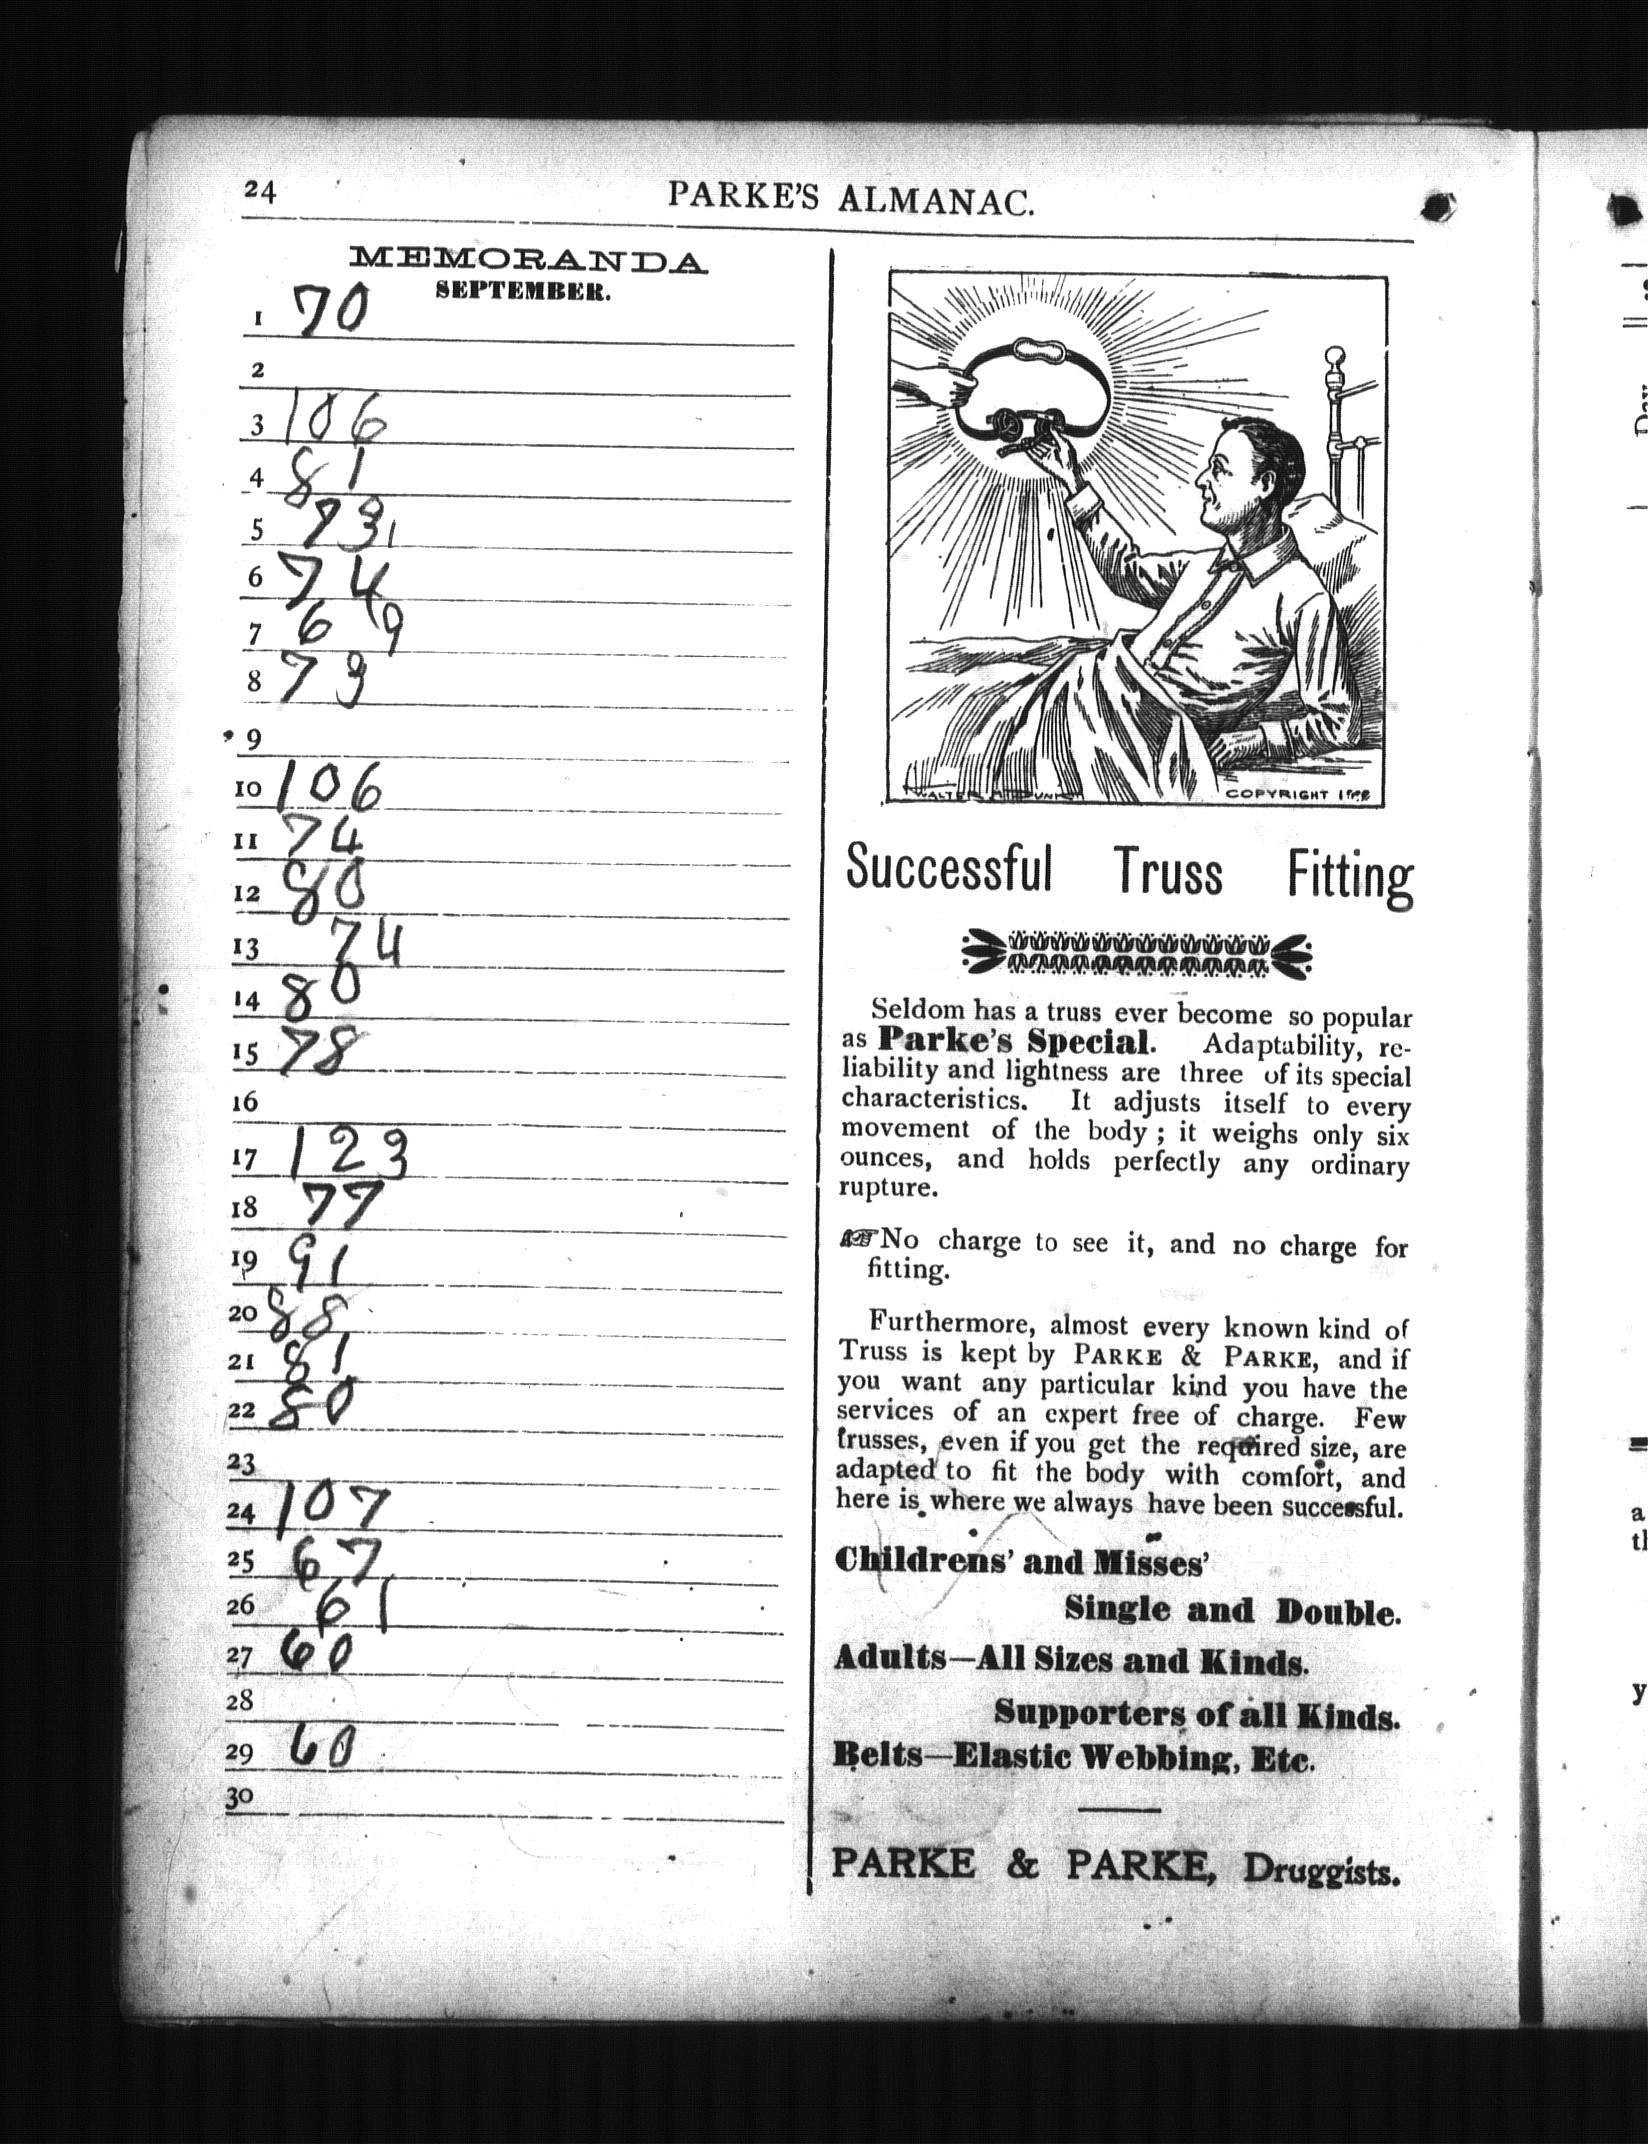 24
PARKE'S ALMANAC.
MEMORANDA
SEPTEMBER.
1 70
2
3 106
4 81
5 73
6 74
7 69
8 73
9
10 106
11 74
12 80
13 74
14 80
15 78
16
17 123
18 77
19 91
20 88
21 81
22 80
23
24 107
25 67
26 61
27 60
28
29 60
30
WALTER
COPYRIGHT
Successful Truss Fitting
Seldom has a truss ever become so popular
as Parke's Special. Adaptability, re-
liability and lightness are three of its special
characteristics. It adjusts itself to every
movement of the body; it weighs only six
ounces, and holds perfectly any ordinary
rupture.
☞No charge to see it, and no charge for
fitting.
Furthermore, almost every known kind of
Truss is kept by PARKE & PARKE, and if
you want any particular kind you have the
services of an expert free of charge. Few
trusses, even if you get the required size, are
adapted to fit the body with comfort, and
here is where we always have been successful.
Childrens' and Misses'
Single and Double.
Adults—All Sizes and Kinds.
Supporters of all Kinds.
Belts—Elastic Webbing, Etc.
PARKE & PARKE, Druggists.